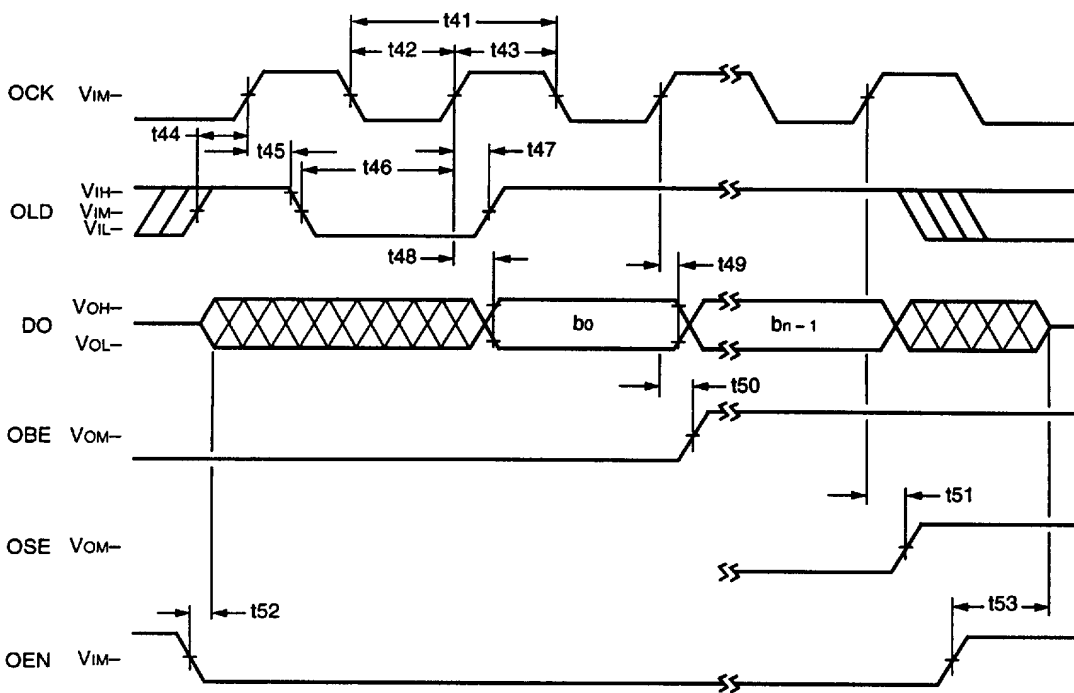 t41
t42 t43
OCK VIM
t44
t45 t46 t47
VIH
OLD VIM
VIL
t48 t49
VOH
DO b0 bn – 1
VOL
t50
OBE VOM
t51
OSE VOM
t52 t53
OEN VIM